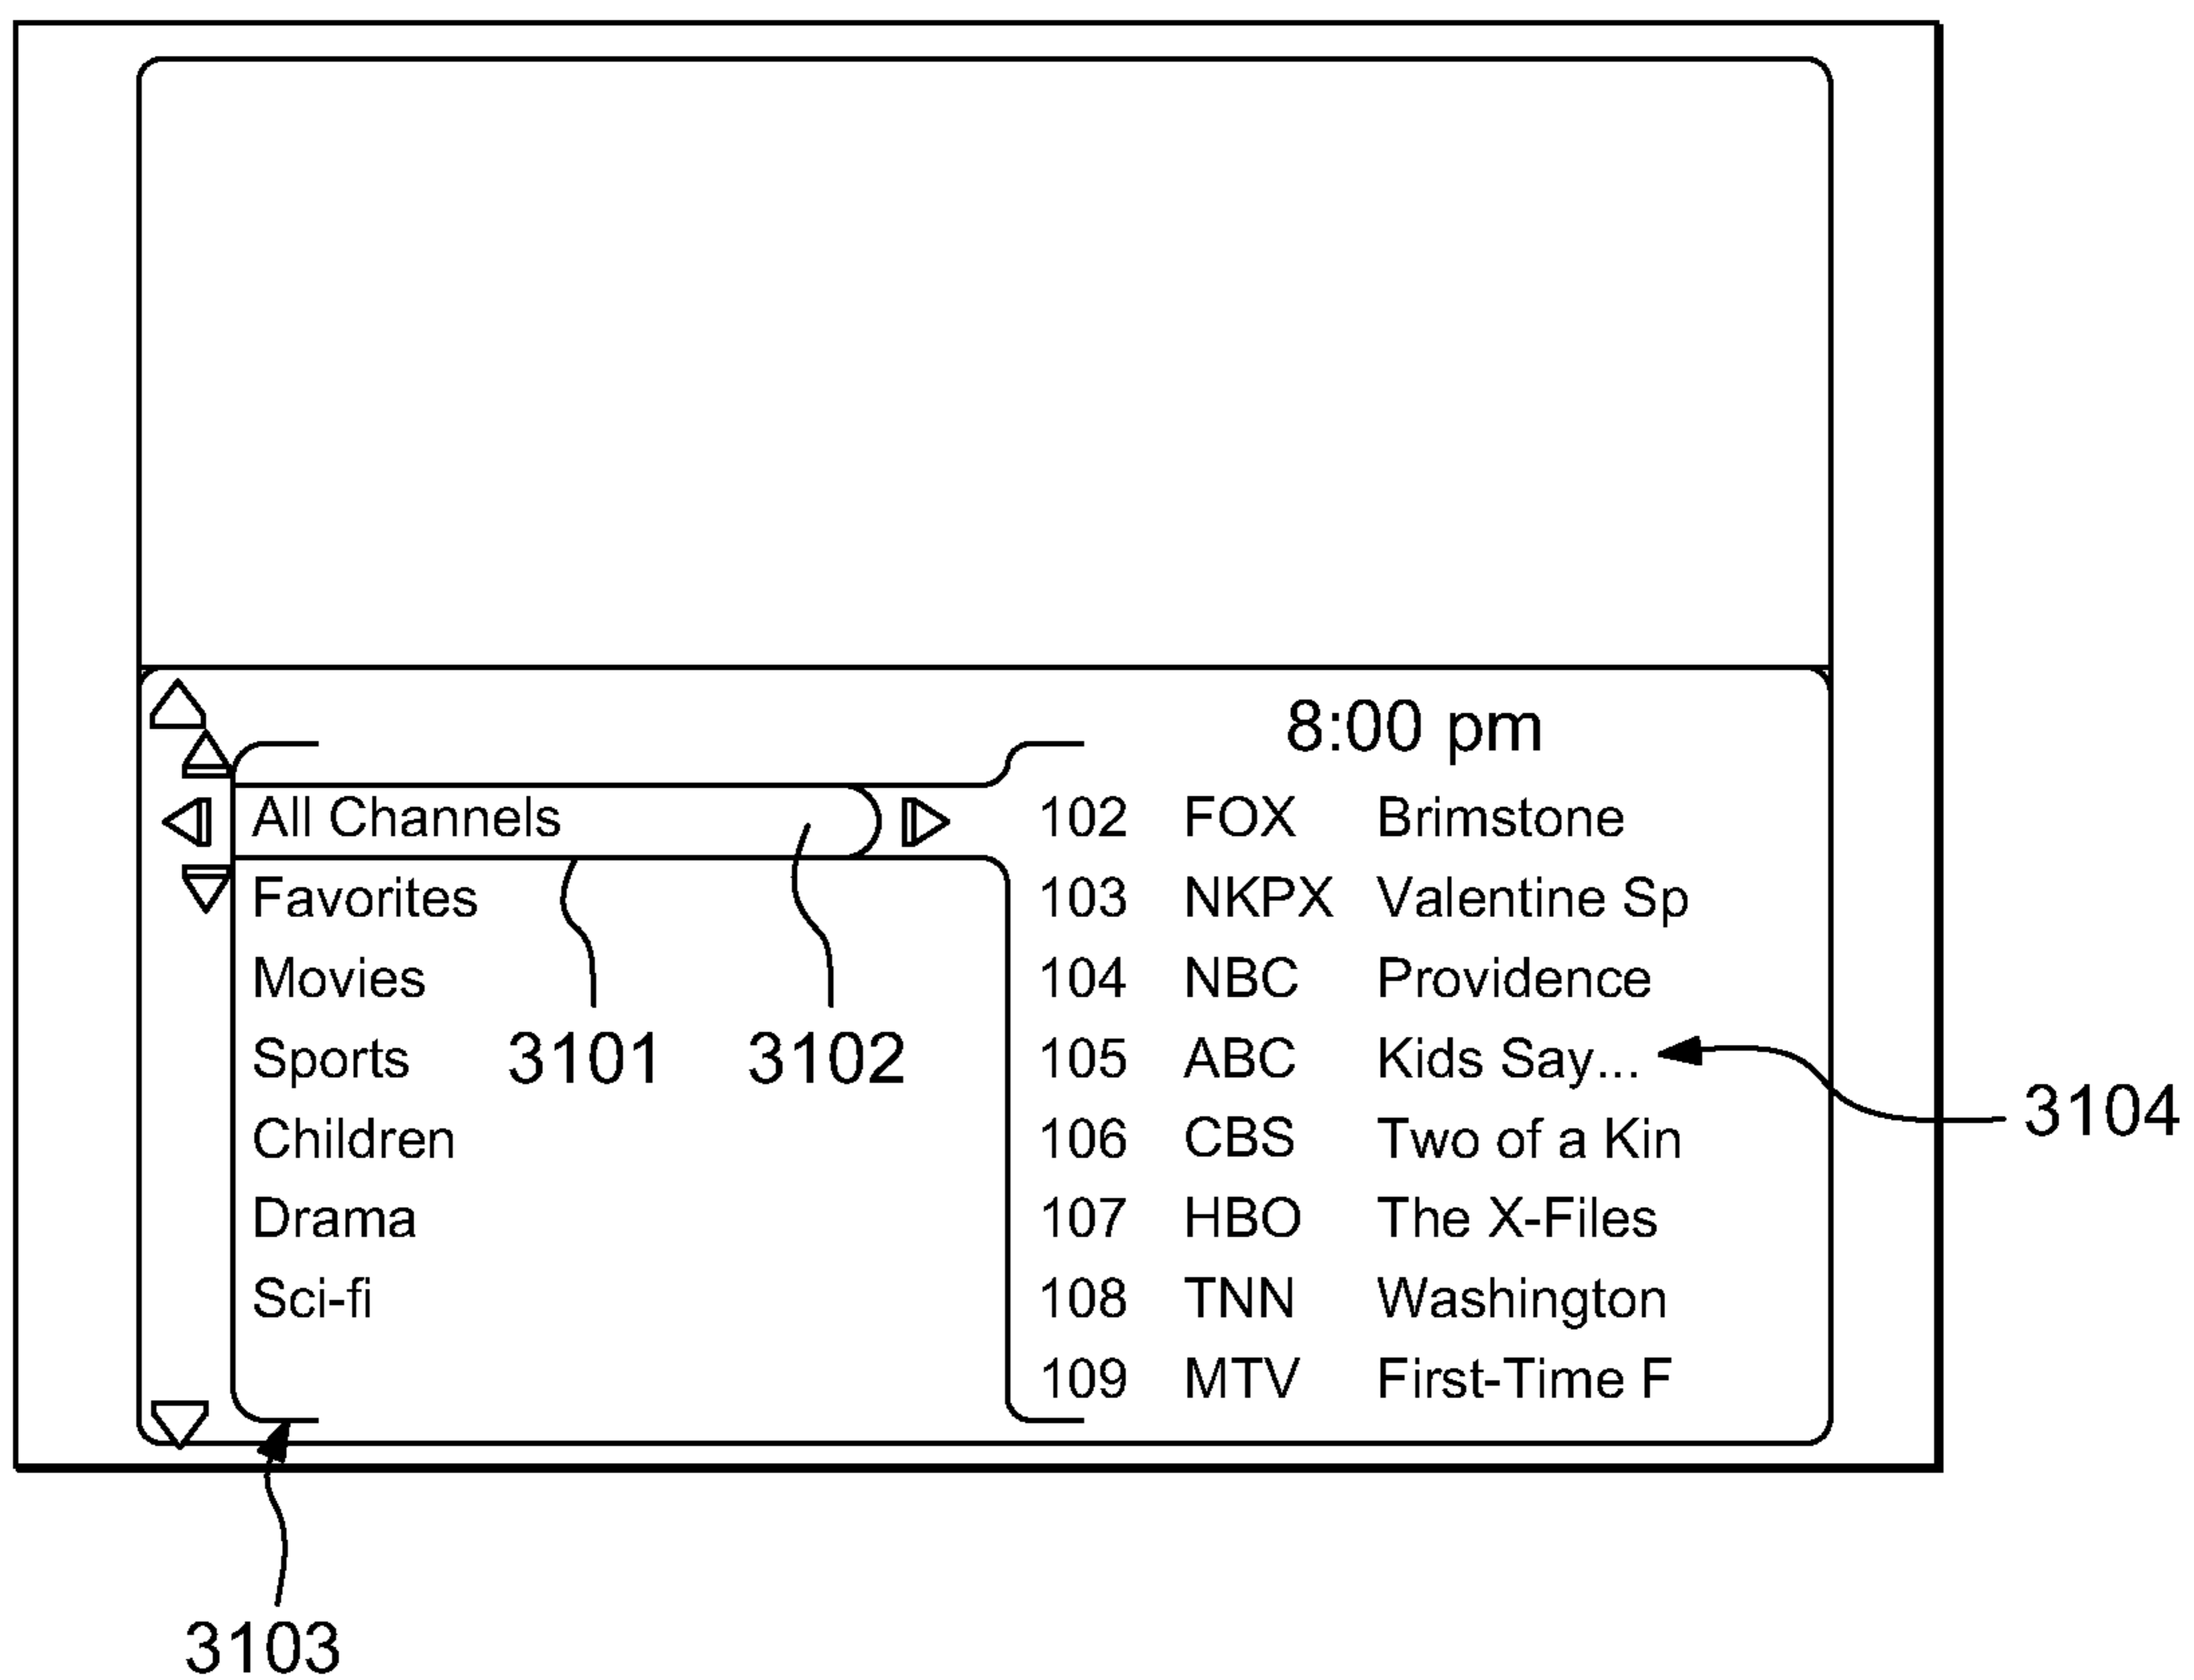 8:00 pm
All Channels
102 FOX Brimstone
Favorites
103 NKPX Valentine Sp
Movies
104 NBC Providence
Sports
3101
3102
105 ABC Kids Say...
3104
Children
106 CBS Two of a Kin
Drama
107 HBO The X-Files
Sci-fi
108 TNN Washington
109 MTV First-Time F
3103